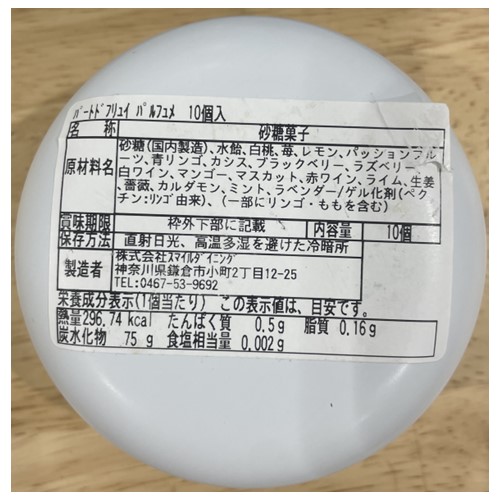 ﾊﾟｰﾄﾄﾞﾌﾘｭｲ ﾊﾟﾙﾌｭﾒ 10個入
名 称 砂糖菓子
原材料名 砂糖(国内製造)、水飴、白桃、苺、レモン、パッションフル
ーツ、青リンゴ、カシス、ブラックベリー、ラズベリー、
白ワイン、マンゴー、マスカット、赤ワイン、ライム、生姜
、薔薇、カルダモン、ミント、ラベンダー/ゲル化剤(ペク
チン:ﾘﾝｺﾞ由来)、(一部にリンゴ・ももを含む)
賞味期限 枠外下部に記載 内容量 10個
保存方法 直射日光、高温多湿を避けた冷暗所
製造者 株式会社ｽﾏｲﾙﾀﾞｲﾆﾝｸﾞ
神奈川県鎌倉市小町2丁目12-25
TEL:0467-53-9692
栄養成分表示(1個当たり) この表示値は、目安です。
熱量296.74kcal たんぱく質 0.5g 脂質 0.16g
炭水化物 75g 食塩相当量 0.002g